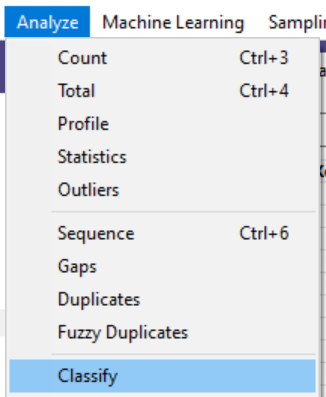 Analyze Machine Learning
Count Ctrl+3
Total Ctrl+4
Profile
Statistics
Outliers
Sequence Ctrl+6
Gaps
Duplicates
Fuzzy Duplicates
Classify